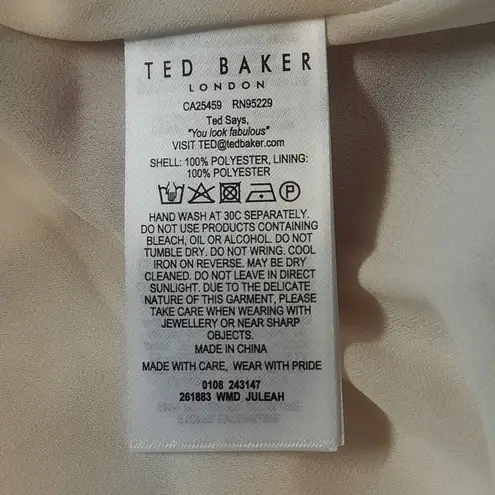 TED BAKER
LONDON
CA25459 RN95229
Ted Says,
"You look fabulous"
VISIT TED@tedbaker.com
SHELL: 100% POLYESTER, LINING:
100% POLYESTER
P
HAND WASH AT 30C SEPARATELY.
DO NOT USE PRODUCTS CONTAINING
BLEACH, OIL OR ALCOHOL. DO NOT
TUMBLE DRY. DO NOT WRING. COOL
IRON ON REVERSE. MAY BE DRY
CLEANED. DO NOT LEAVE IN DIRECT
SUNLIGHT. DUE TO THE DELICATE
NATURE OF THIS GARMENT, PLEASE
TAKE CARE WHEN WEARING WITH
JEWELLERY OR NEAR SHARP
OBJECTS.
MADE IN CHINA
MADE WITH CARE, WEAR WITH PRIDE
0108 243147
261883 WMD JULEAH